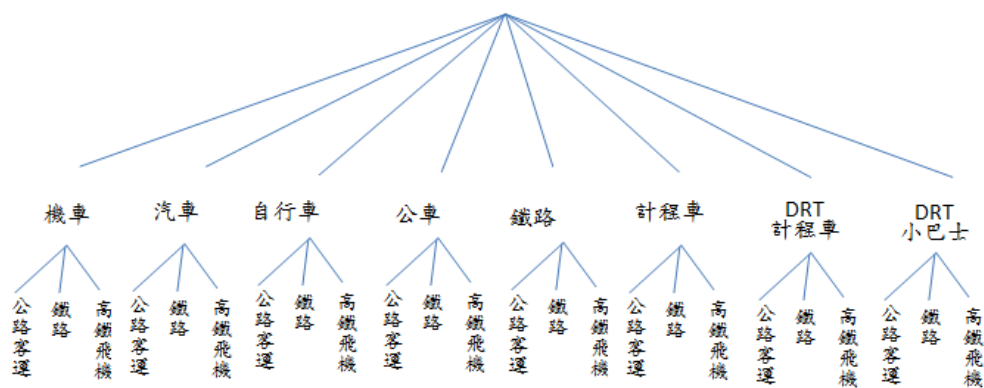 機車
汽車
自行車
公車
鐵路
計程車
DRT
計程車
DRT
小巴士
公路客運
鐵路
高鐵飛機
公路客運
鐵路
高鐵飛機
公路客運
鐵路
高鐵飛機
公路客運
鐵路
高鐵飛機
公路客運
鐵路
高鐵飛機
公路客運
鐵路
高鐵飛機
公路客運
鐵路
高鐵飛機
公路客運
鐵路
高鐵飛機